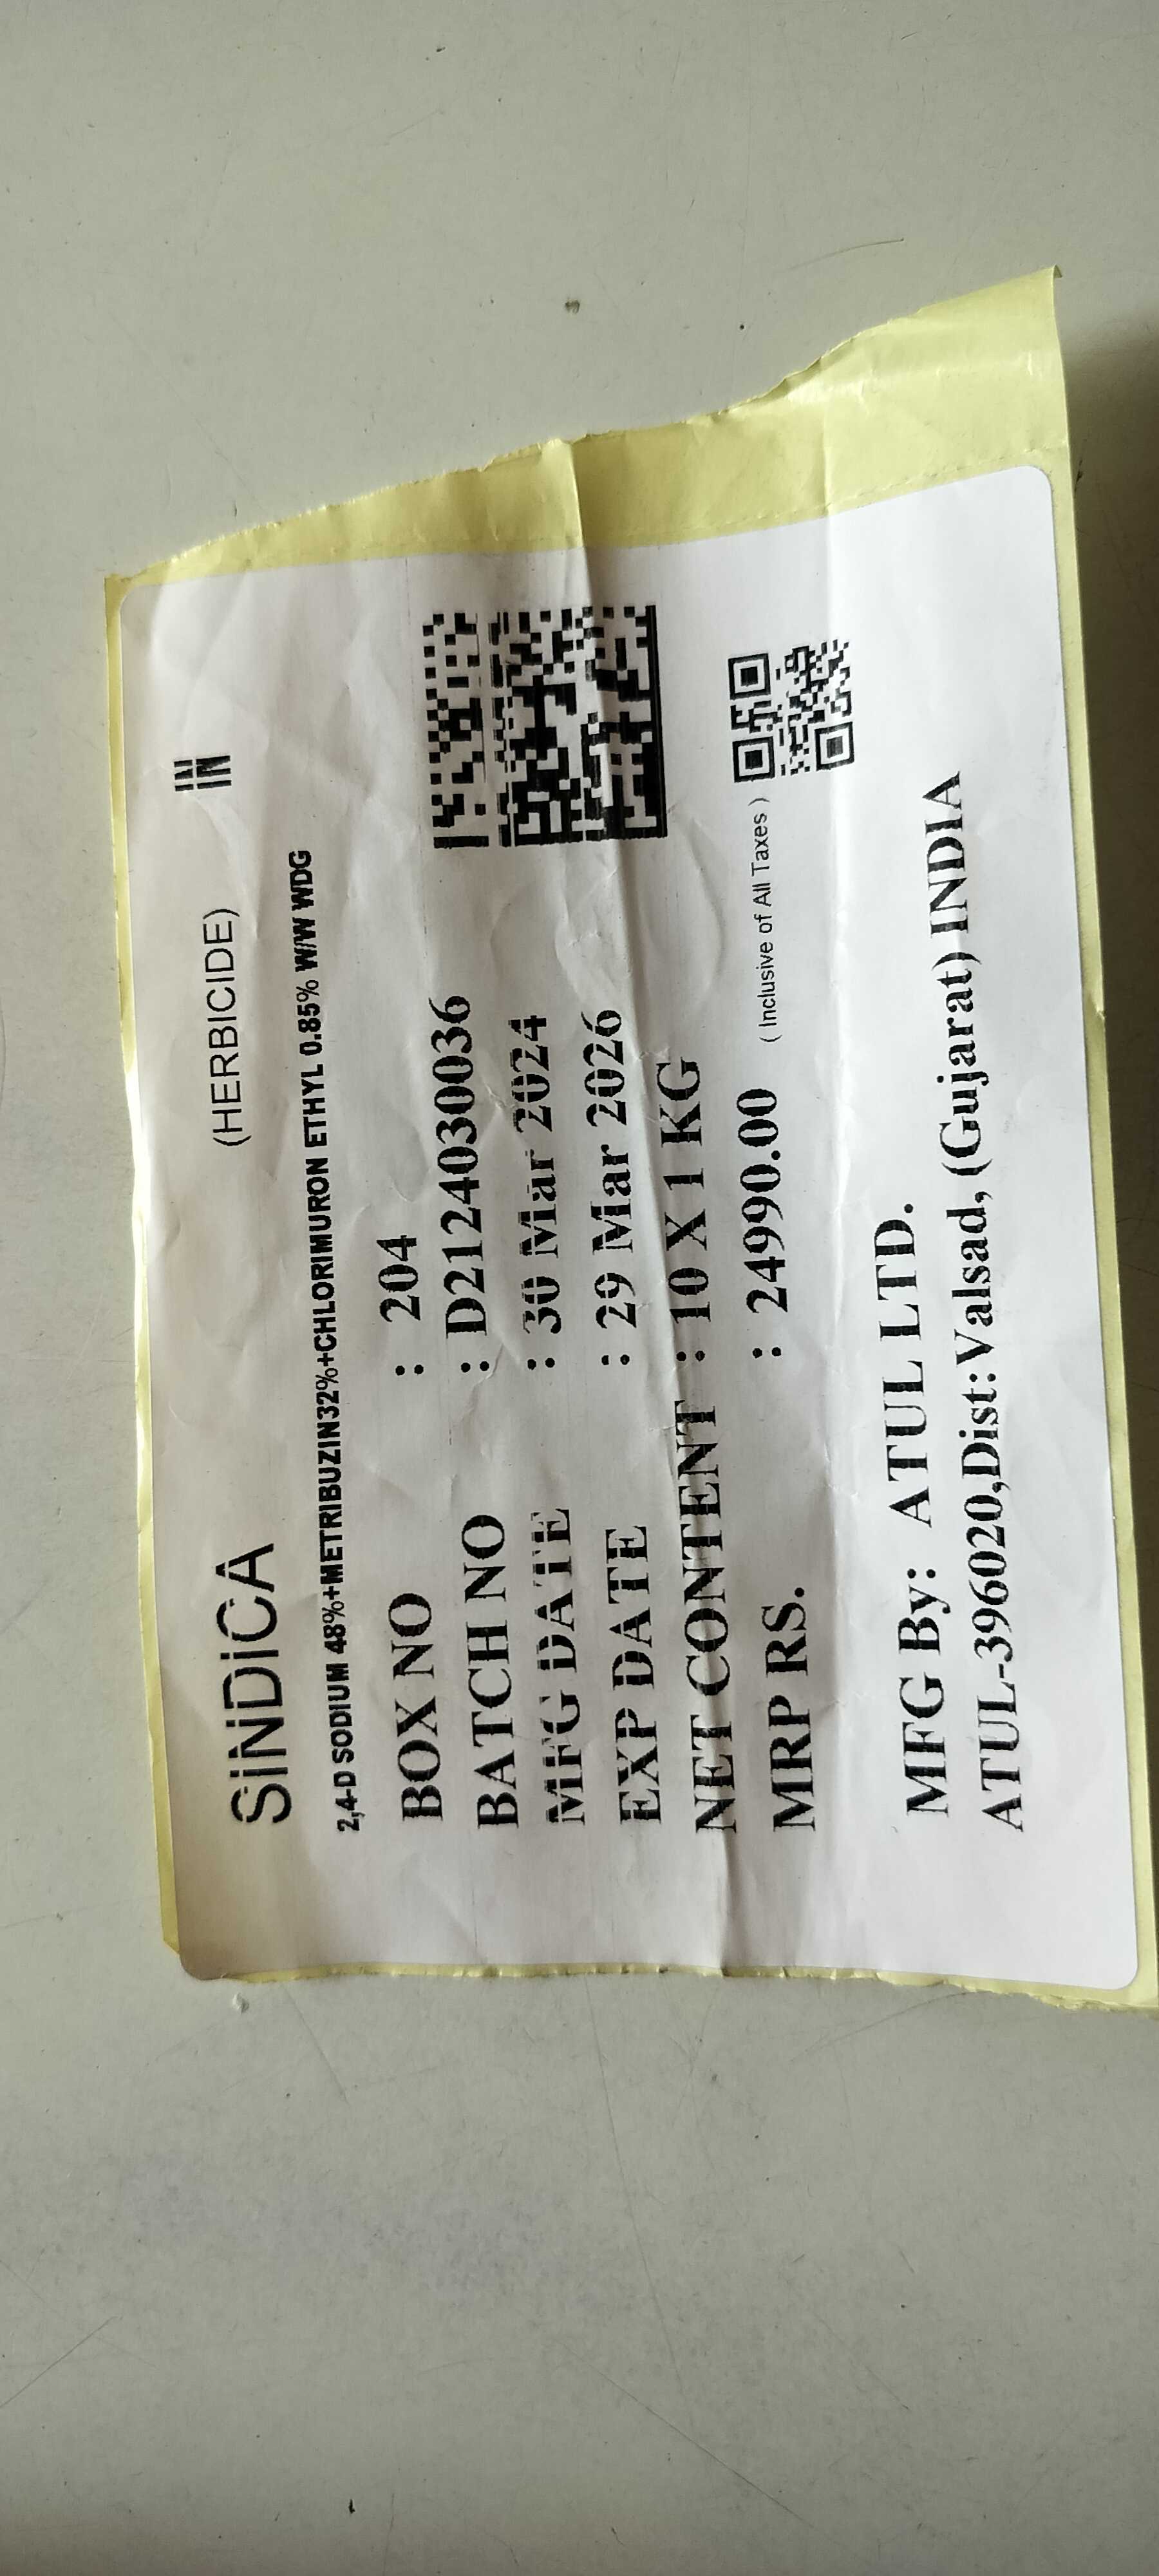 IN
SINDICA (HERBICIDE)
2,4-D SODIUM 48%+METRIBUZIN32%+CHLORIMURON ETHYL 0.85% W/W WDG
BOX NO : 204
BATCH NO : D2124030036
MFG DATE : 30 Mar 2024
EXP DATE : 29 Mar 2026
NET CONTENT : 10 X 1 KG
MRP RS. : 24990.00 ( Inclusive of All Taxes )
MFG By: ATUL LTD.
ATUL-396020,Dist: Valsad, (Gujarat) INDIA